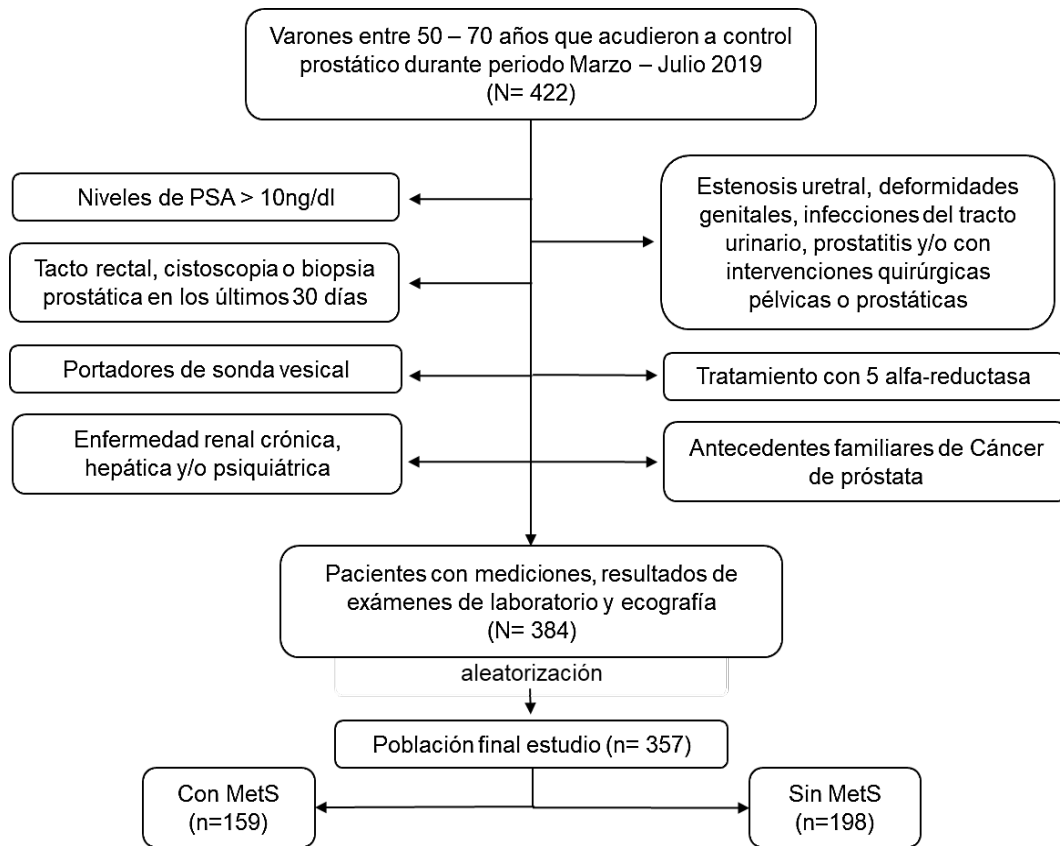 Varones entre 50 – 70 años que acudieron a control
prostático durante periodo Marzo – Julio 2019
(N= 422)
Niveles de PSA > 10ng/dl
Estenosis uretral, deformidades
genitales, infecciones del tracto
urinario, prostatitis y/o con
intervenciones quirúrgicas
pélvicas o prostáticas
Tacto rectal, cistoscopia o biopsia
prostática en los últimos 30 días
Portadores de sonda vesical
Tratamiento con 5 alfa-reductasa
Enfermedad renal crónica,
hepática y/o psiquiátrica
Antecedentes familiares de Cáncer
de próstata
Pacientes con mediciones, resultados de
exámenes de laboratorio y ecografía
(N= 384)
aleatorización
Población final estudio (n= 357)
Con MetS
(n=159)
Sin MetS
(n=198)